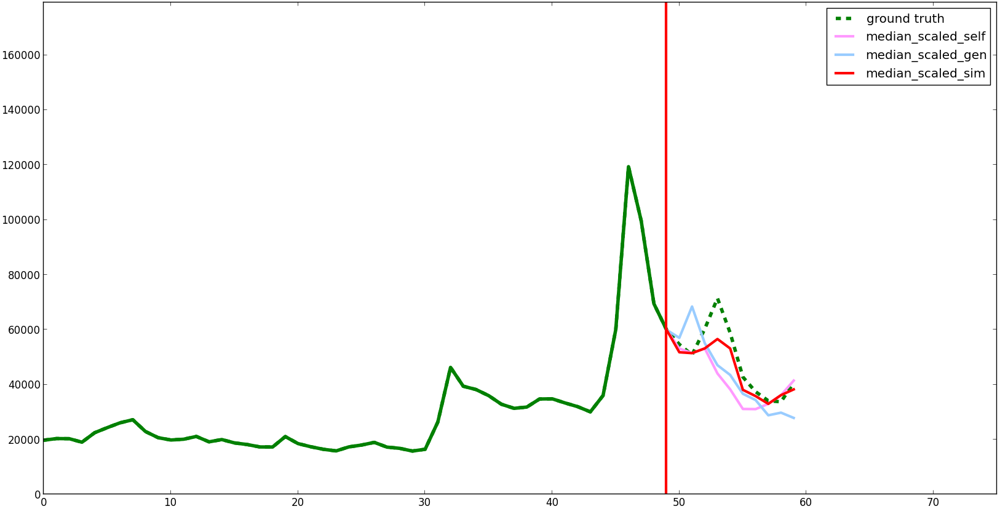 ground truth
median_scaled_self
median_scaled_gen
median_scaled_sim
160000
140000
120000
100000
80000
60000
40000
20000
0
0 10 20 30 40 50 60 70